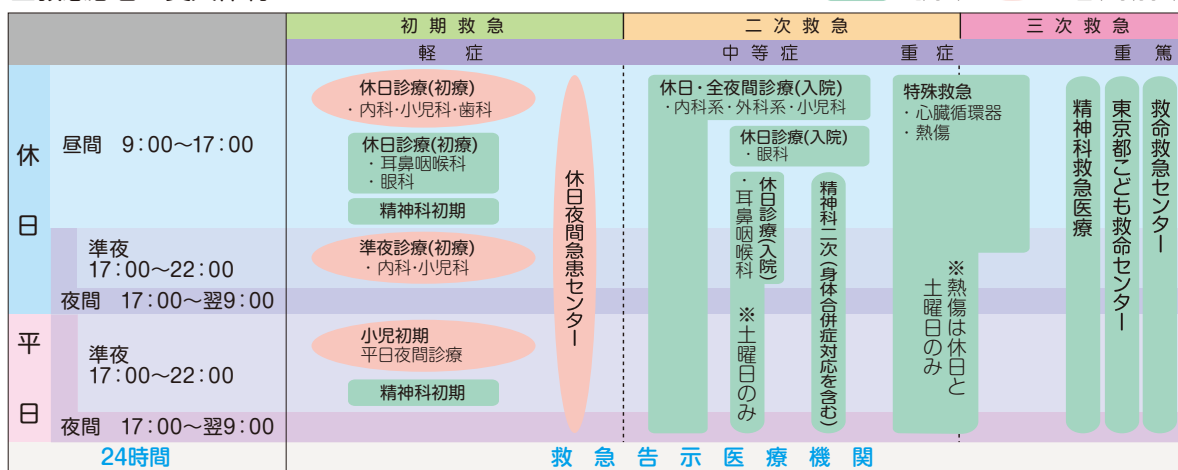 初期救急
二次救急
三次救急
軽症
中等症
重症
重篤
休日
昼間 9:00〜17:00
準夜
17:00〜22:00
夜間 17:00〜翌9:00
平日
準夜
17:00〜22:00
夜間 17:00〜翌9:00
24時間
休日診療(初療)
・内科・小児科・歯科
休日診療(初療)
・耳鼻咽喉科
・眼科
精神科初期
準夜診療(初療)
・内科・小児科
小児初期
平日夜間診療
精神科初期
休日夜間急患センター
休日・全夜間診療(入院)
・内科系・外科系・小児科
休日診療(入院)
・眼科
休日診療(入院)
・耳鼻咽喉科
※土曜日のみ
精神科二次(身体合併症対応を含む)
特殊救急
・心臓循環器
・熱傷
※熱傷は休日と
土曜日のみ
精神科救急医療
東京都こども救命センター
救命救急センター
救急告示医療機関